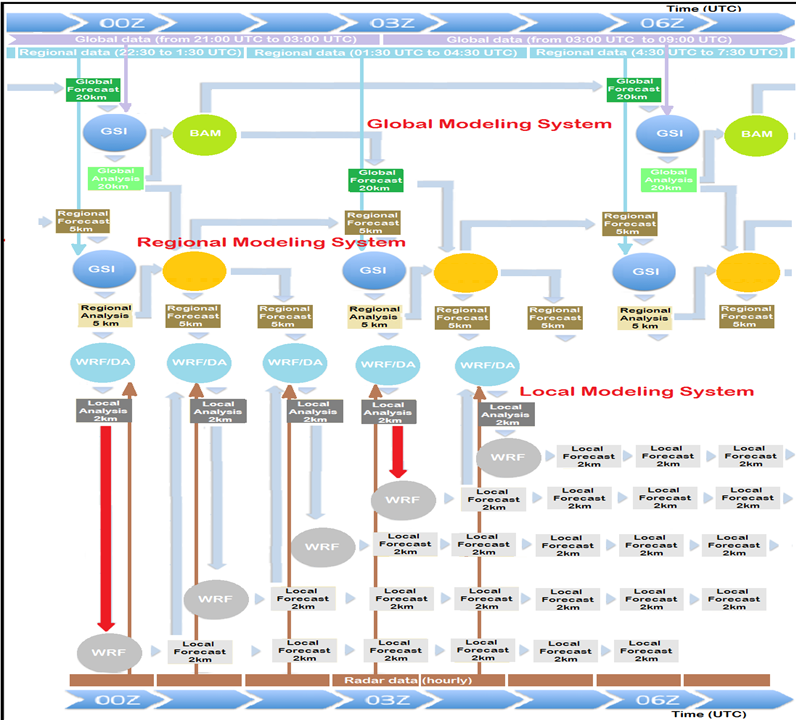 Time (UTC)
00Z 03Z 06Z
Global data (from 21:00 UTC to 03:00 UTC) Global data (from 03:00 UTC to 09:00 UTC)
Regional data (22:30 to 1:30 UTC) Regional data (01:30 UTC to 04:30 UTC) Regional data (4:30 UTC to 7:30 UTC)
Global
Forecast
20km
Global
Forecast
20km
GSI
BAM
Global Modeling System
GSI
BAM
Global
Analysis
20km
Global
Forecast
20km
Global
Analysis
20km
Regional
Forecast
5km
Regional
Forecast
5km
Regional
Forecast
5km
Regional Modeling System
GSI
GSI
GSI
Regional
Analysis
5 km
Regional
Forecast
5km
Regional
Forecast
5km
Regional
Analysis
5 km
Regional
Forecast
5km
Regional
Forecast
5km
Regional
Analysis
5 km
Regional
Forecast
5km
WRF/DA
WRF/DA
WRF/DA
WRF/DA
WRF/DA
Local Modeling System
Local
Analysis
2km
Local
Analysis
2km
Local
Analysis
2km
Local
Analysis
2km
Local
Analysis
2km
WRF
Local
Forecast
2km
Local
Forecast
2km
Local
Forecast
2km
WRF
Local
Forecast
2km
Local
Forecast
2km
Local
Forecast
2km
Local
Forecast
2km
WRF
Local
Forecast
2km
Local
Forecast
2km
Local
Forecast
2km
Local
Forecast
2km
Local
Forecast
2km
WRF
Local
Forecast
2km
Local
Forecast
2km
Local
Forecast
2km
Local
Forecast
2km
Local
Forecast
2km
Local
Forecast
2km
WRF
Local
Forecast
2km
Local
Forecast
2km
Local
Forecast
2km
Local
Forecast
2km
Local
Forecast
2km
Local
Forecast
2km
Radar data (hourly)
00Z 03Z 06Z
Time (UTC)